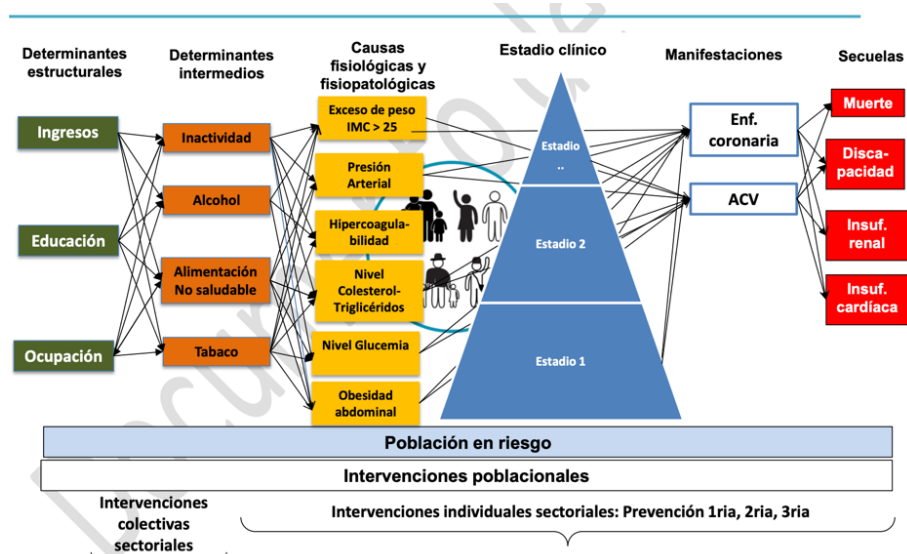 Determinantes
estructurales
Determinantes
intermedios
Causas
fisiológicas y
fisiopatológicas
Estadio clínico
Manifestaciones
Secuelas
Ingresos
Educación
Ocupación
Inactividad
Alcohol
Alimentación
No saludable
Tabaco
Exceso de peso
IMC > 25
Presión
Arterial
Hipercoagula-
bilidad
Nivel
Colesterol-
Triglicéridos
Nivel Glucemia
Obesidad
abdominal
Estadio
..
Estadio 2
Estadio 1
Enf.
coronaria
ACV
Muerte
Disca-
pacidad
Insuf.
renal
Insuf.
cardíaca
Población en riesgo
Intervenciones poblacionales
Intervenciones
colectivas
sectoriales
Intervenciones individuales sectoriales: Prevención 1ria, 2ria, 3ria